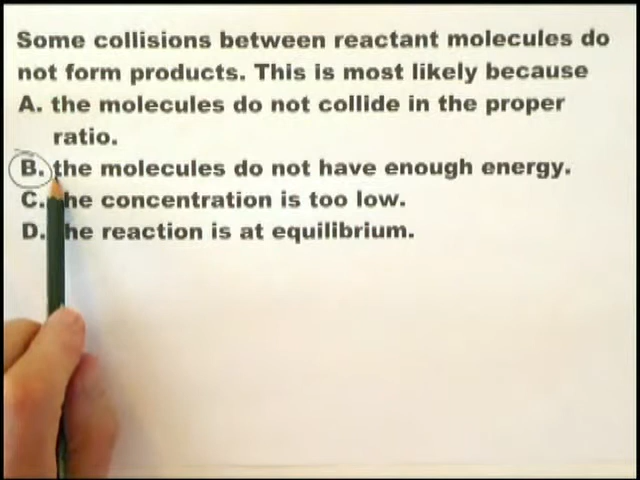 Some collisions between reactant molecules do
not form products. This is most likely because
A. the molecules do not collide in the proper
ratio.
B. the molecules do not have enough energy.
C. the concentration is too low.
D. the reaction is at equilibrium.